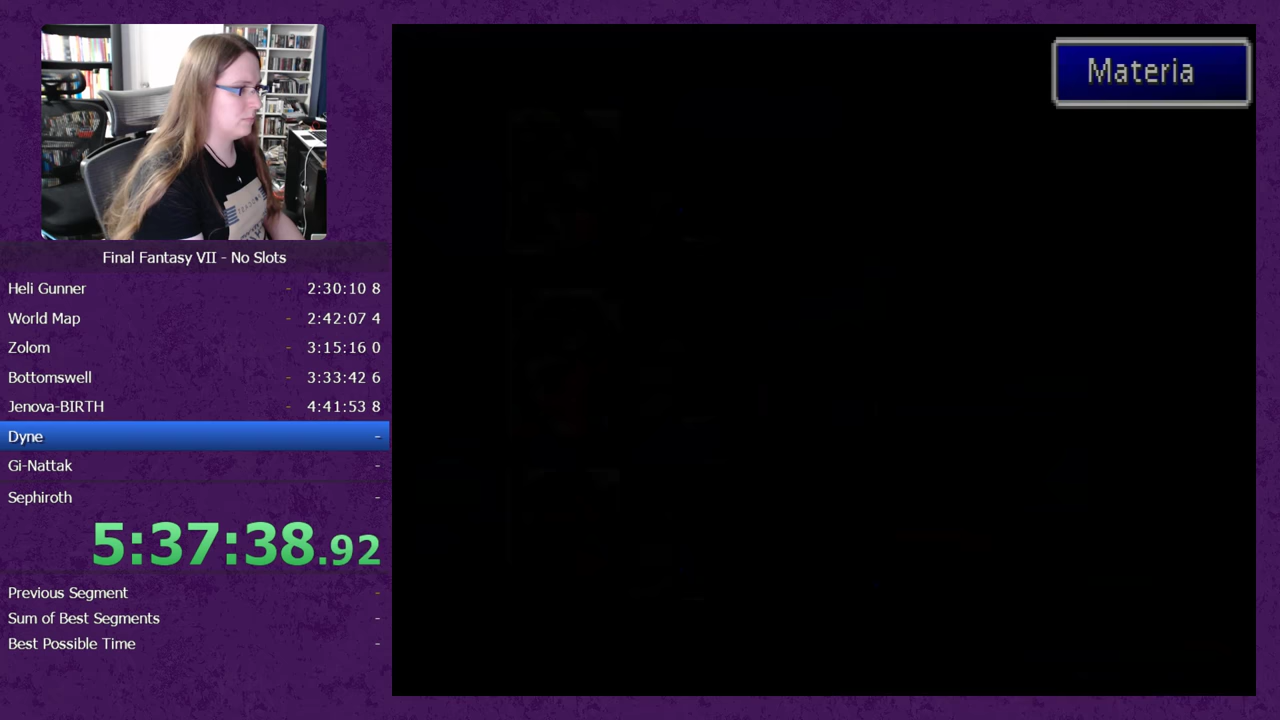 Materia
Final Fantasy VII - No Slots
Heli Gunner - 2:30:10 8
World Map - 2:42:07 4
Zolom - 3:15:16 0
Bottomswell - 3:33:42 6
Jenova-BIRTH - 4:41:53 8
Dyne -
Gi-Nattak -
Sephiroth -
5:37:38.92
Previous Segment -
Sum of Best Segments -
Best Possible Time -